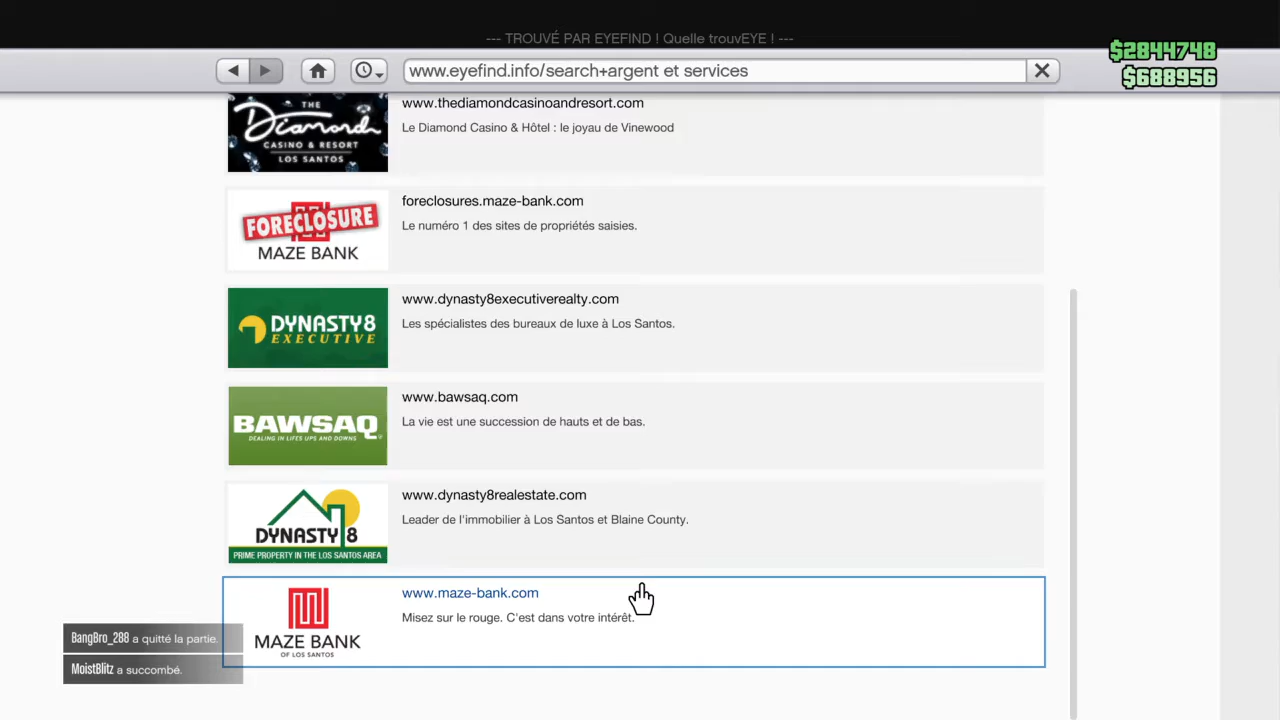 --- TROUVÉ PAR EYEFIND ! Quelle trouvEYE ! ---
$2844748
www.eyefind.info/search+argent et services
$688956
THE
Diamond
CASINO & RESORT
LOS SANTOS
www.thediamondcasinoandresort.com
Le Diamond Casino & Hôtel : le joyau de Vinewood
FORECLOSURE
MAZE BANK
foreclosures.maze-bank.com
Le numéro 1 des sites de propriétés saisies.
DYNASTY8
EXECUTIVE
www.dynasty8executiverealty.com
Les spécialistes des bureaux de luxe à Los Santos.
BAWSAQ
DEALING IN LIFES UPS AND DOWNS
www.bawsaq.com
La vie est une succession de hauts et de bas.
DYNASTY 8
PRIME PROPERTY IN THE LOS SANTOS AREA
www.dynasty8realestate.com
Leader de l'immobilier à Los Santos et Blaine County.
MAZE BANK
OF LOS SANTOS
www.maze-bank.com
Misez sur le rouge. C'est dans votre intérêt.
BangBro_288 a quitté la partie.
MoistBlitz a succombé.